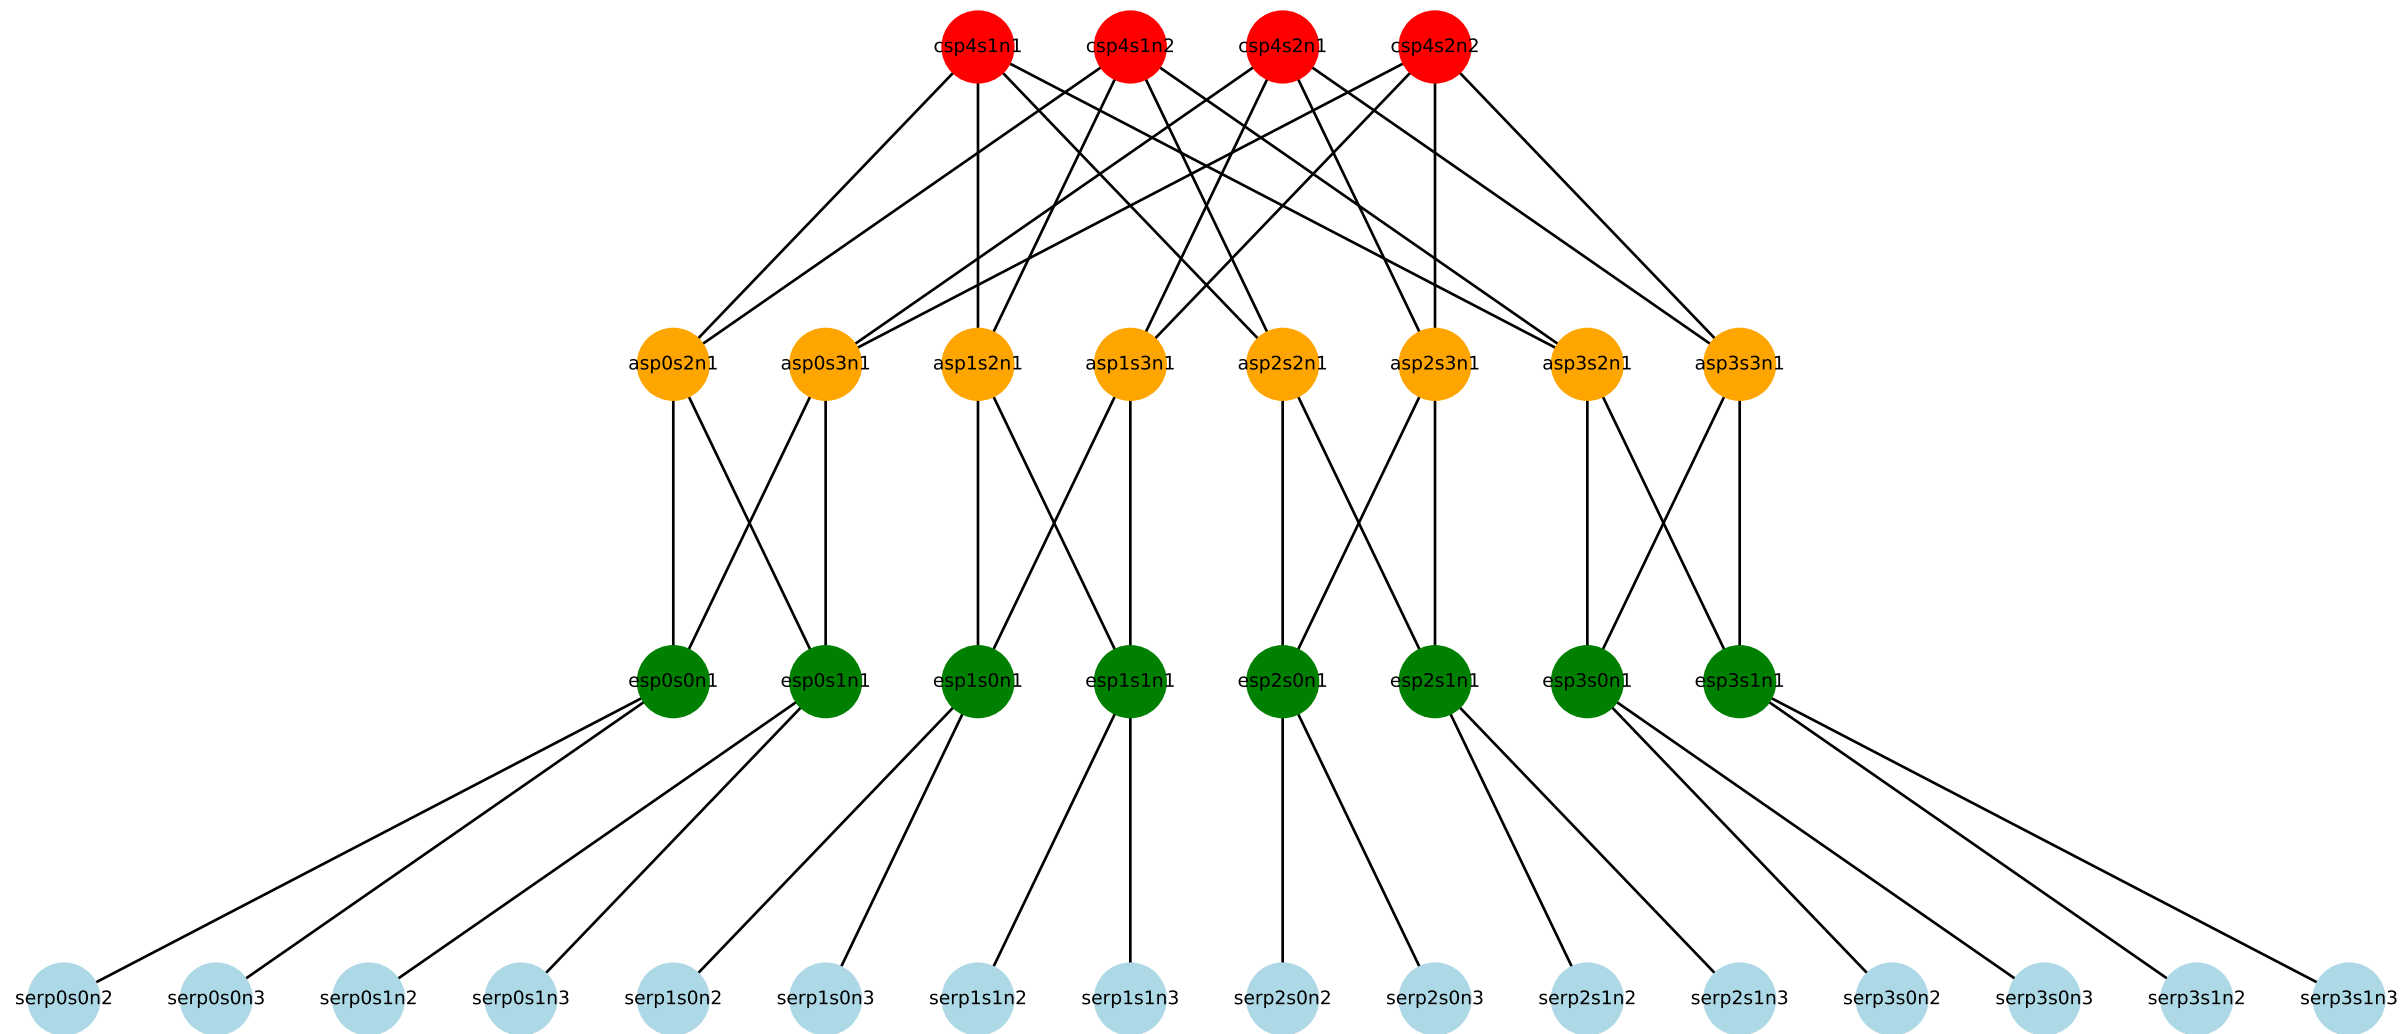 csp4s1n1 csp4s1n2 csp4s2n1 csp4s2n2
asp0s2n1 asp0s3n1 asp1s2n1 asp1s3n1 asp2s2n1 asp2s3n1 asp3s2n1 asp3s3n1
esp0s0n1 esp0s1n1 esp1s0n1 esp1s1n1 esp2s0n1 esp2s1n1 esp3s0n1 esp3s1n1
serp0s0n2 serp0s0n3 serp0s1n2 serp0s1n3 serp1s0n2 serp1s0n3 serp1s1n2 serp1s1n3 serp2s0n2 serp2s0n3 serp2s1n2 serp2s1n3 serp3s0n2 serp3s0n3 serp3s1n2 serp3s1n3